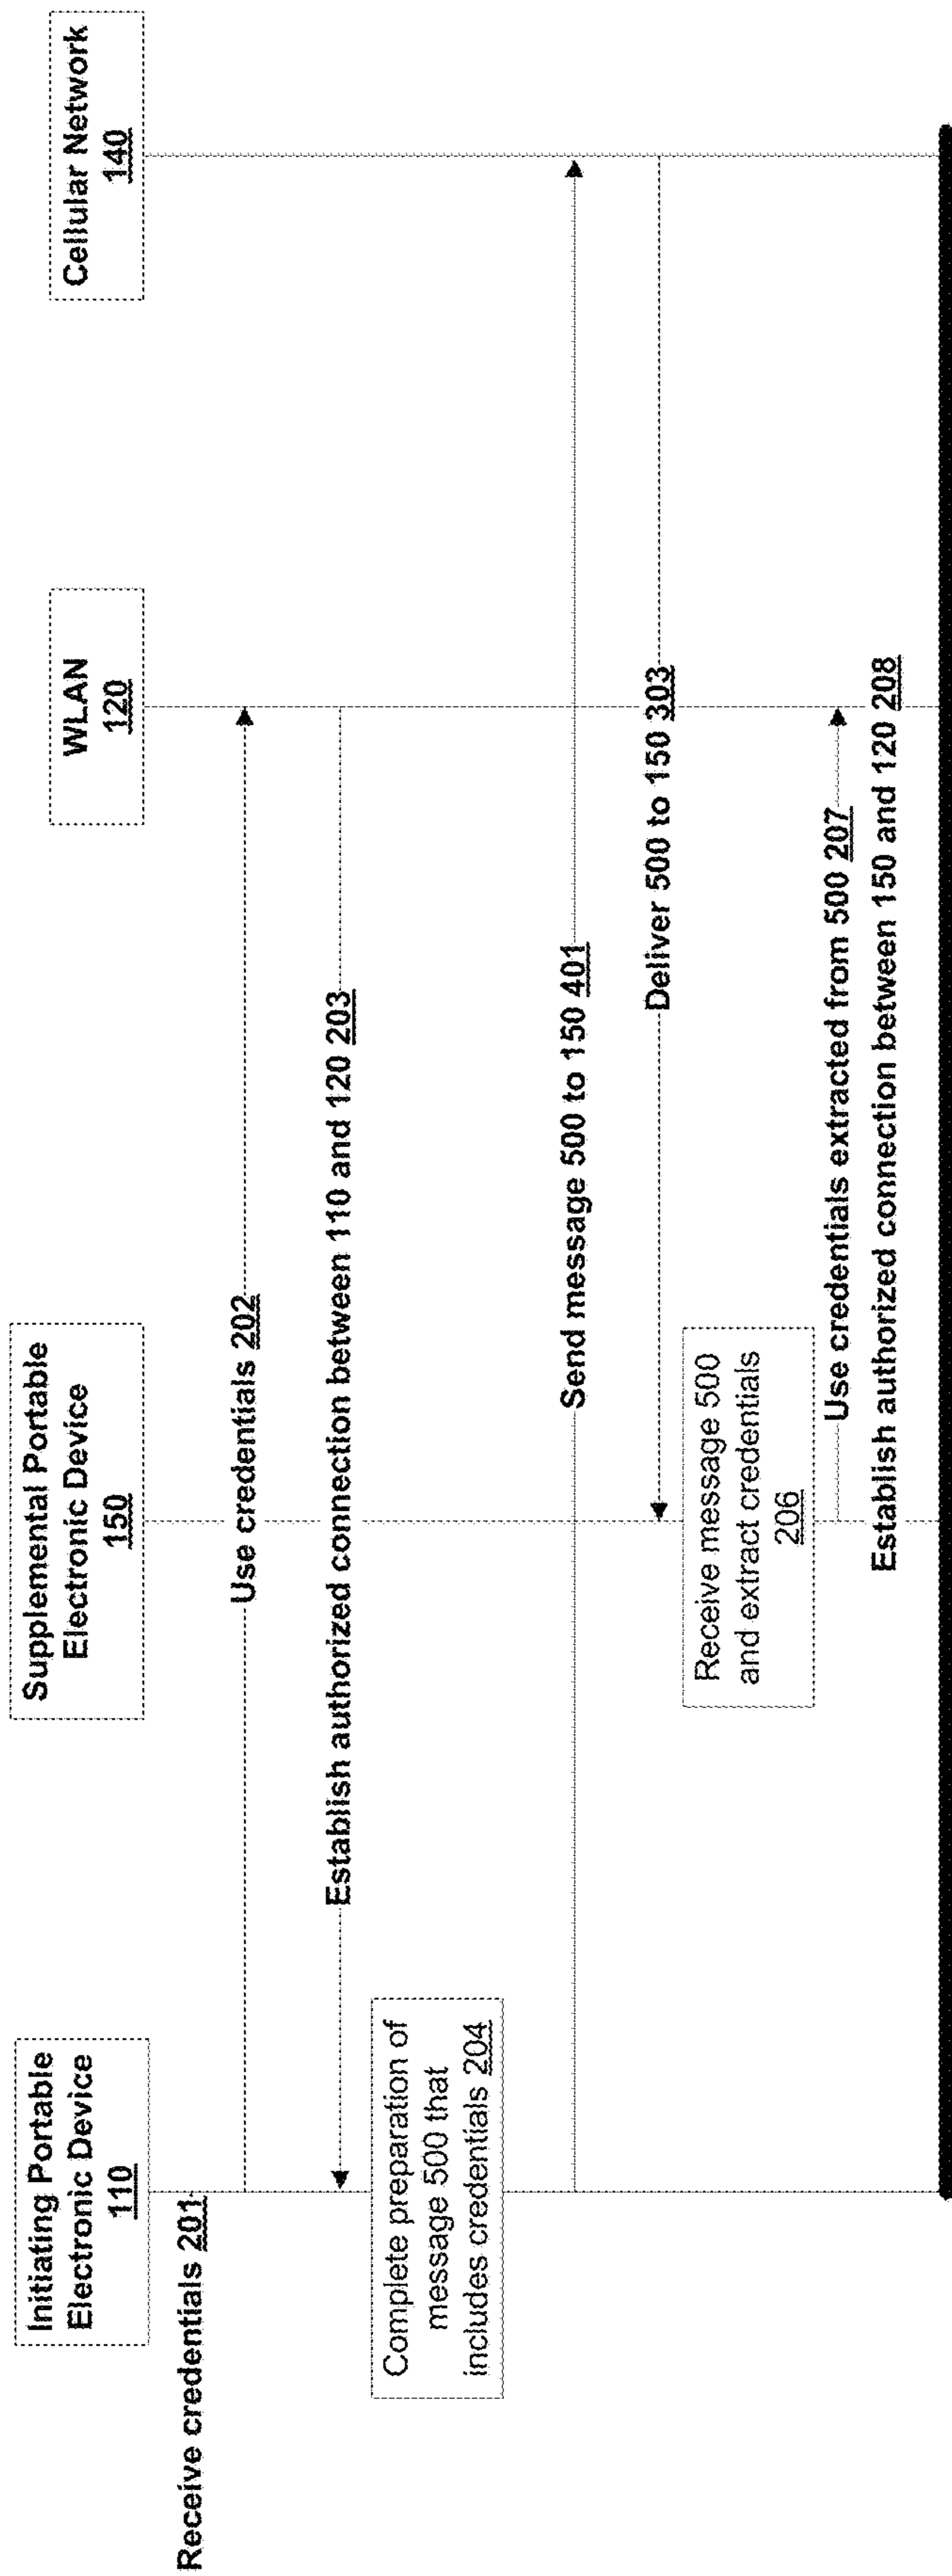 Initiating Portable
Electronic Device
110
Supplemental Portable
Electronic Device
150
WLAN
120
Cellular Network
140
Receive credentials 201
Use credentials 202
Establish authorized connection between 110 and 120 203
Complete preparation of
message 500 that
includes credentials 204
Send message 500 to 150 401
Deliver 500 to 150 303
Receive message 500
and extract credentials
206
Use credentials extracted from 500 207
Establish authorized connection between 150 and 120 208